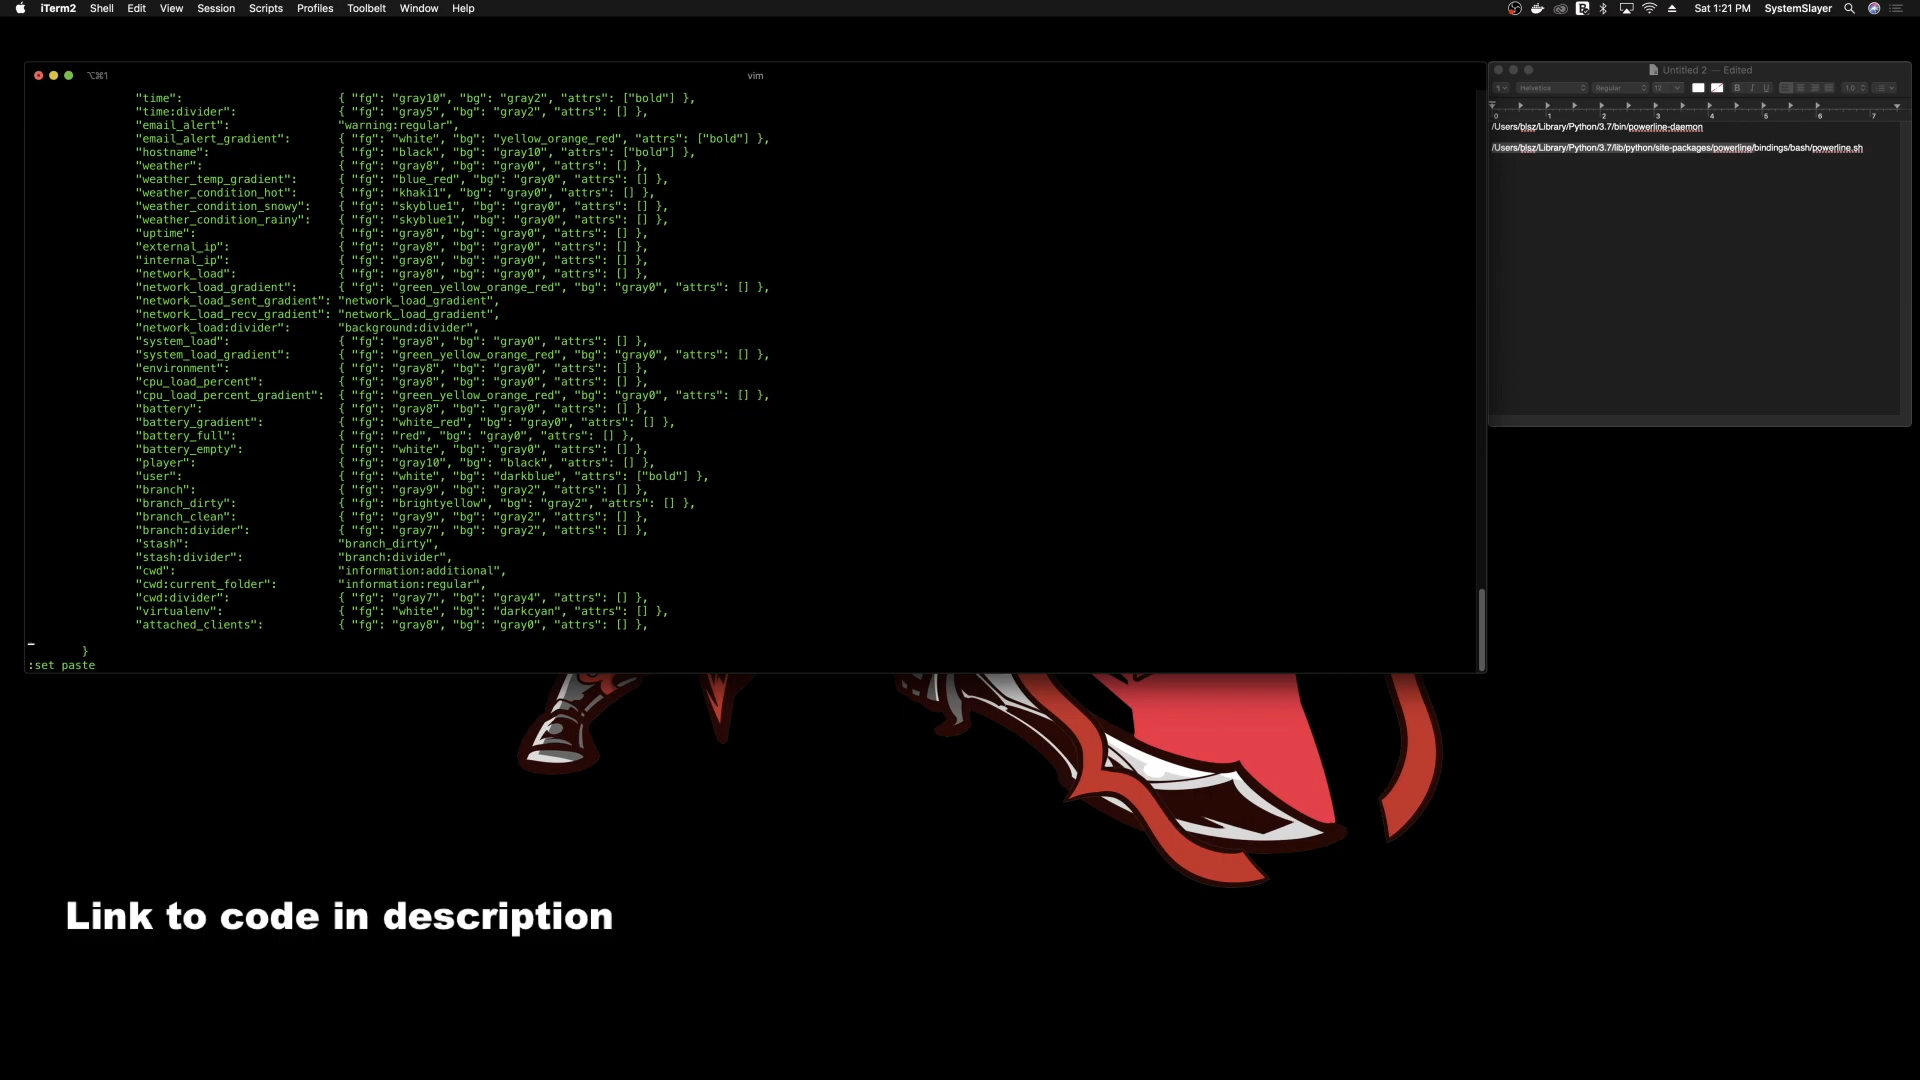 iTerm2 Shell Edit View Session Scripts Profiles Toolbelt Window Help
Sat 1:21 PM SystemSlayer
⌥⌘1 vim
"time": { "fg": "gray10", "bg": "gray2", "attrs": ["bold"] },
"time:divider": { "fg": "gray5", "bg": "gray2", "attrs": [] },
"email_alert": "warning:regular",
"email_alert_gradient": { "fg": "white", "bg": "yellow_orange_red", "attrs": ["bold"] },
"hostname": { "fg": "black", "bg": "gray10", "attrs": ["bold"] },
"weather": { "fg": "gray8", "bg": "gray0", "attrs": [] },
"weather_temp_gradient": { "fg": "blue_red", "bg": "gray0", "attrs": [] },
"weather_condition_hot": { "fg": "khaki1", "bg": "gray0", "attrs": [] },
"weather_condition_snowy": { "fg": "skyblue1", "bg": "gray0", "attrs": [] },
"weather_condition_rainy": { "fg": "skyblue1", "bg": "gray0", "attrs": [] },
"uptime": { "fg": "gray8", "bg": "gray0", "attrs": [] },
"external_ip": { "fg": "gray8", "bg": "gray0", "attrs": [] },
"internal_ip": { "fg": "gray8", "bg": "gray0", "attrs": [] },
"network_load": { "fg": "gray8", "bg": "gray0", "attrs": [] },
"network_load_gradient": { "fg": "green_yellow_orange_red", "bg": "gray0", "attrs": [] },
"network_load_sent_gradient": "network_load_gradient",
"network_load_recv_gradient": "network_load_gradient",
"network_load:divider": "background:divider",
"system_load": { "fg": "gray8", "bg": "gray0", "attrs": [] },
"system_load_gradient": { "fg": "green_yellow_orange_red", "bg": "gray0", "attrs": [] },
"environment": { "fg": "gray8", "bg": "gray0", "attrs": [] },
"cpu_load_percent": { "fg": "gray8", "bg": "gray0", "attrs": [] },
"cpu_load_percent_gradient": { "fg": "green_yellow_orange_red", "bg": "gray0", "attrs": [] },
"battery": { "fg": "gray8", "bg": "gray0", "attrs": [] },
"battery_gradient": { "fg": "white_red", "bg": "gray0", "attrs": [] },
"battery_full": { "fg": "red", "bg": "gray0", "attrs": [] },
"battery_empty": { "fg": "white", "bg": "gray0", "attrs": [] },
"player": { "fg": "gray10", "bg": "black", "attrs": [] },
"user": { "fg": "white", "bg": "darkblue", "attrs": ["bold"] },
"branch": { "fg": "gray9", "bg": "gray2", "attrs": [] },
"branch_dirty": { "fg": "brightyellow", "bg": "gray2", "attrs": [] },
"branch_clean": { "fg": "gray9", "bg": "gray2", "attrs": [] },
"branch:divider": { "fg": "gray7", "bg": "gray2", "attrs": [] },
"stash": "branch_dirty",
"stash:divider": "branch:divider",
"cwd": "information:additional",
"cwd:current_folder": "information:regular",
"cwd:divider": { "fg": "gray7", "bg": "gray4", "attrs": [] },
"virtualenv": { "fg": "white", "bg": "darkcyan", "attrs": [] },
"attached_clients": { "fg": "gray8", "bg": "gray0", "attrs": [] },
}
:set paste
Untitled 2 — Edited
Helvetica Regular 12 B I U 1.0
0 1 2 3 4 5 6 7
/Users/blsz/Library/Python/3.7/bin/powerline-daemon
/Users/blsz/Library/Python/3.7/lib/python/site-packages/powerline/bindings/bash/powerline.sh
Link to code in description